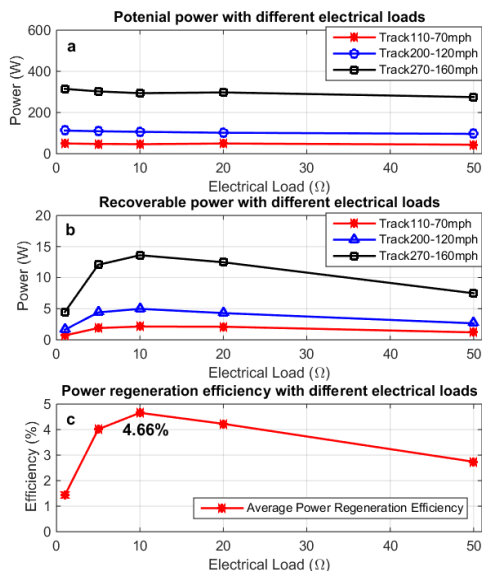 Potenial power with different electrical loads
a
Track110-70mph
Track200-120mph
Track270-160mph
Power (W)
600
400
200
0
0 10 20 30 40 50
Electrical Load (Ω)
Recoverable power with different electrical loads
b
Track110-70mph
Track200-120mph
Track270-160mph
Power (W)
20
15
10
5
0
0 10 20 30 40 50
Electrical Load (Ω)
Power regeneration efficiency with different electrical loads
c
4.66%
Efficiency (%)
5
4
3
2
1
0
Average Power Regeneration Efficiency
0 10 20 30 40 50
Electrical Load (Ω)